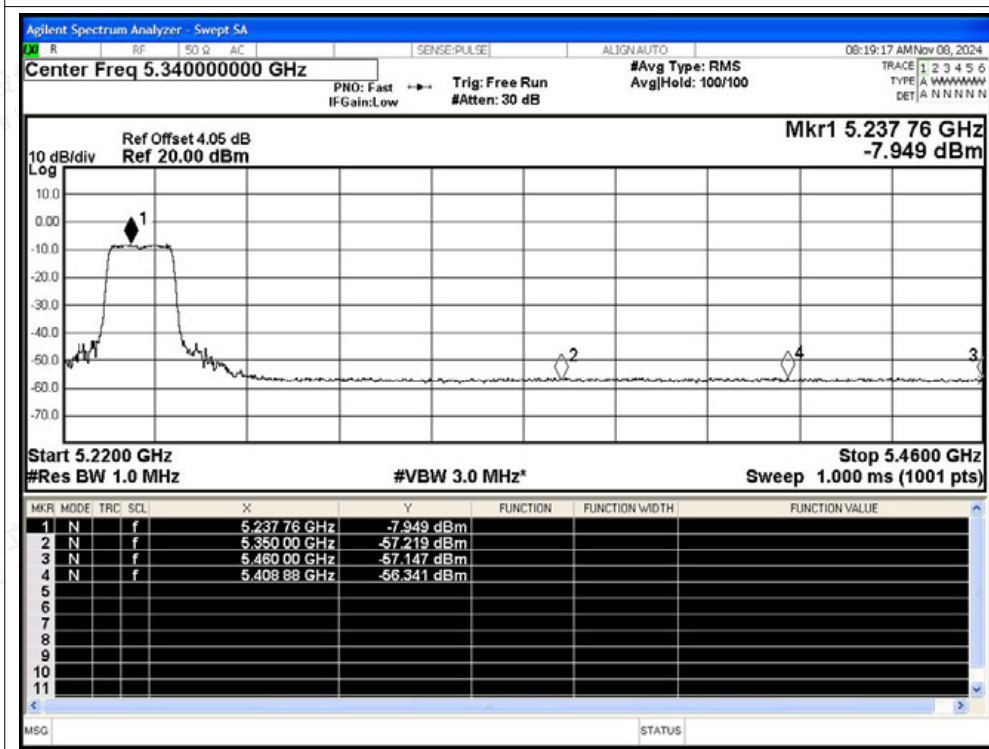 Agilent Spectrum Analyzer - Swept SA
R RF 50 Ω AC SENSE:PULSE ALIGN AUTO 08:19:17 AM Nov 08, 2024
Center Freq 5.340000000 GHz #Avg Type: RMS TRACE 1 2 3 4 5 6
PNO: Fast Trig: Free Run Avg|Hold: 100/100 TYPE A WWWWW
IFGain:Low #Atten: 30 dB DET A N N N N N
Mkr1 5.237 76 GHz
Ref Offset 4.05 dB
10 dB/div Ref 20.00 dBm -7.949 dBm
Log
10.0
0.00
1
-10.0
-20.0
-30.0
-40.0
-50.0 2 4 3
-60.0
-70.0
Start 5.2200 GHz Stop 5.4600 GHz
#Res BW 1.0 MHz #VBW 3.0 MHz* Sweep 1.000 ms (1001 pts)
MKR MODE TRC SCL X Y FUNCTION FUNCTION WIDTH FUNCTION VALUE
1 N f 5.237 76 GHz -7.949 dBm
2 N f 5.350 00 GHz -57.219 dBm
3 N f 5.460 00 GHz -57.147 dBm
4 N f 5.408 88 GHz -56.341 dBm
5
6
7
8
9
10
11
MSG STATUS